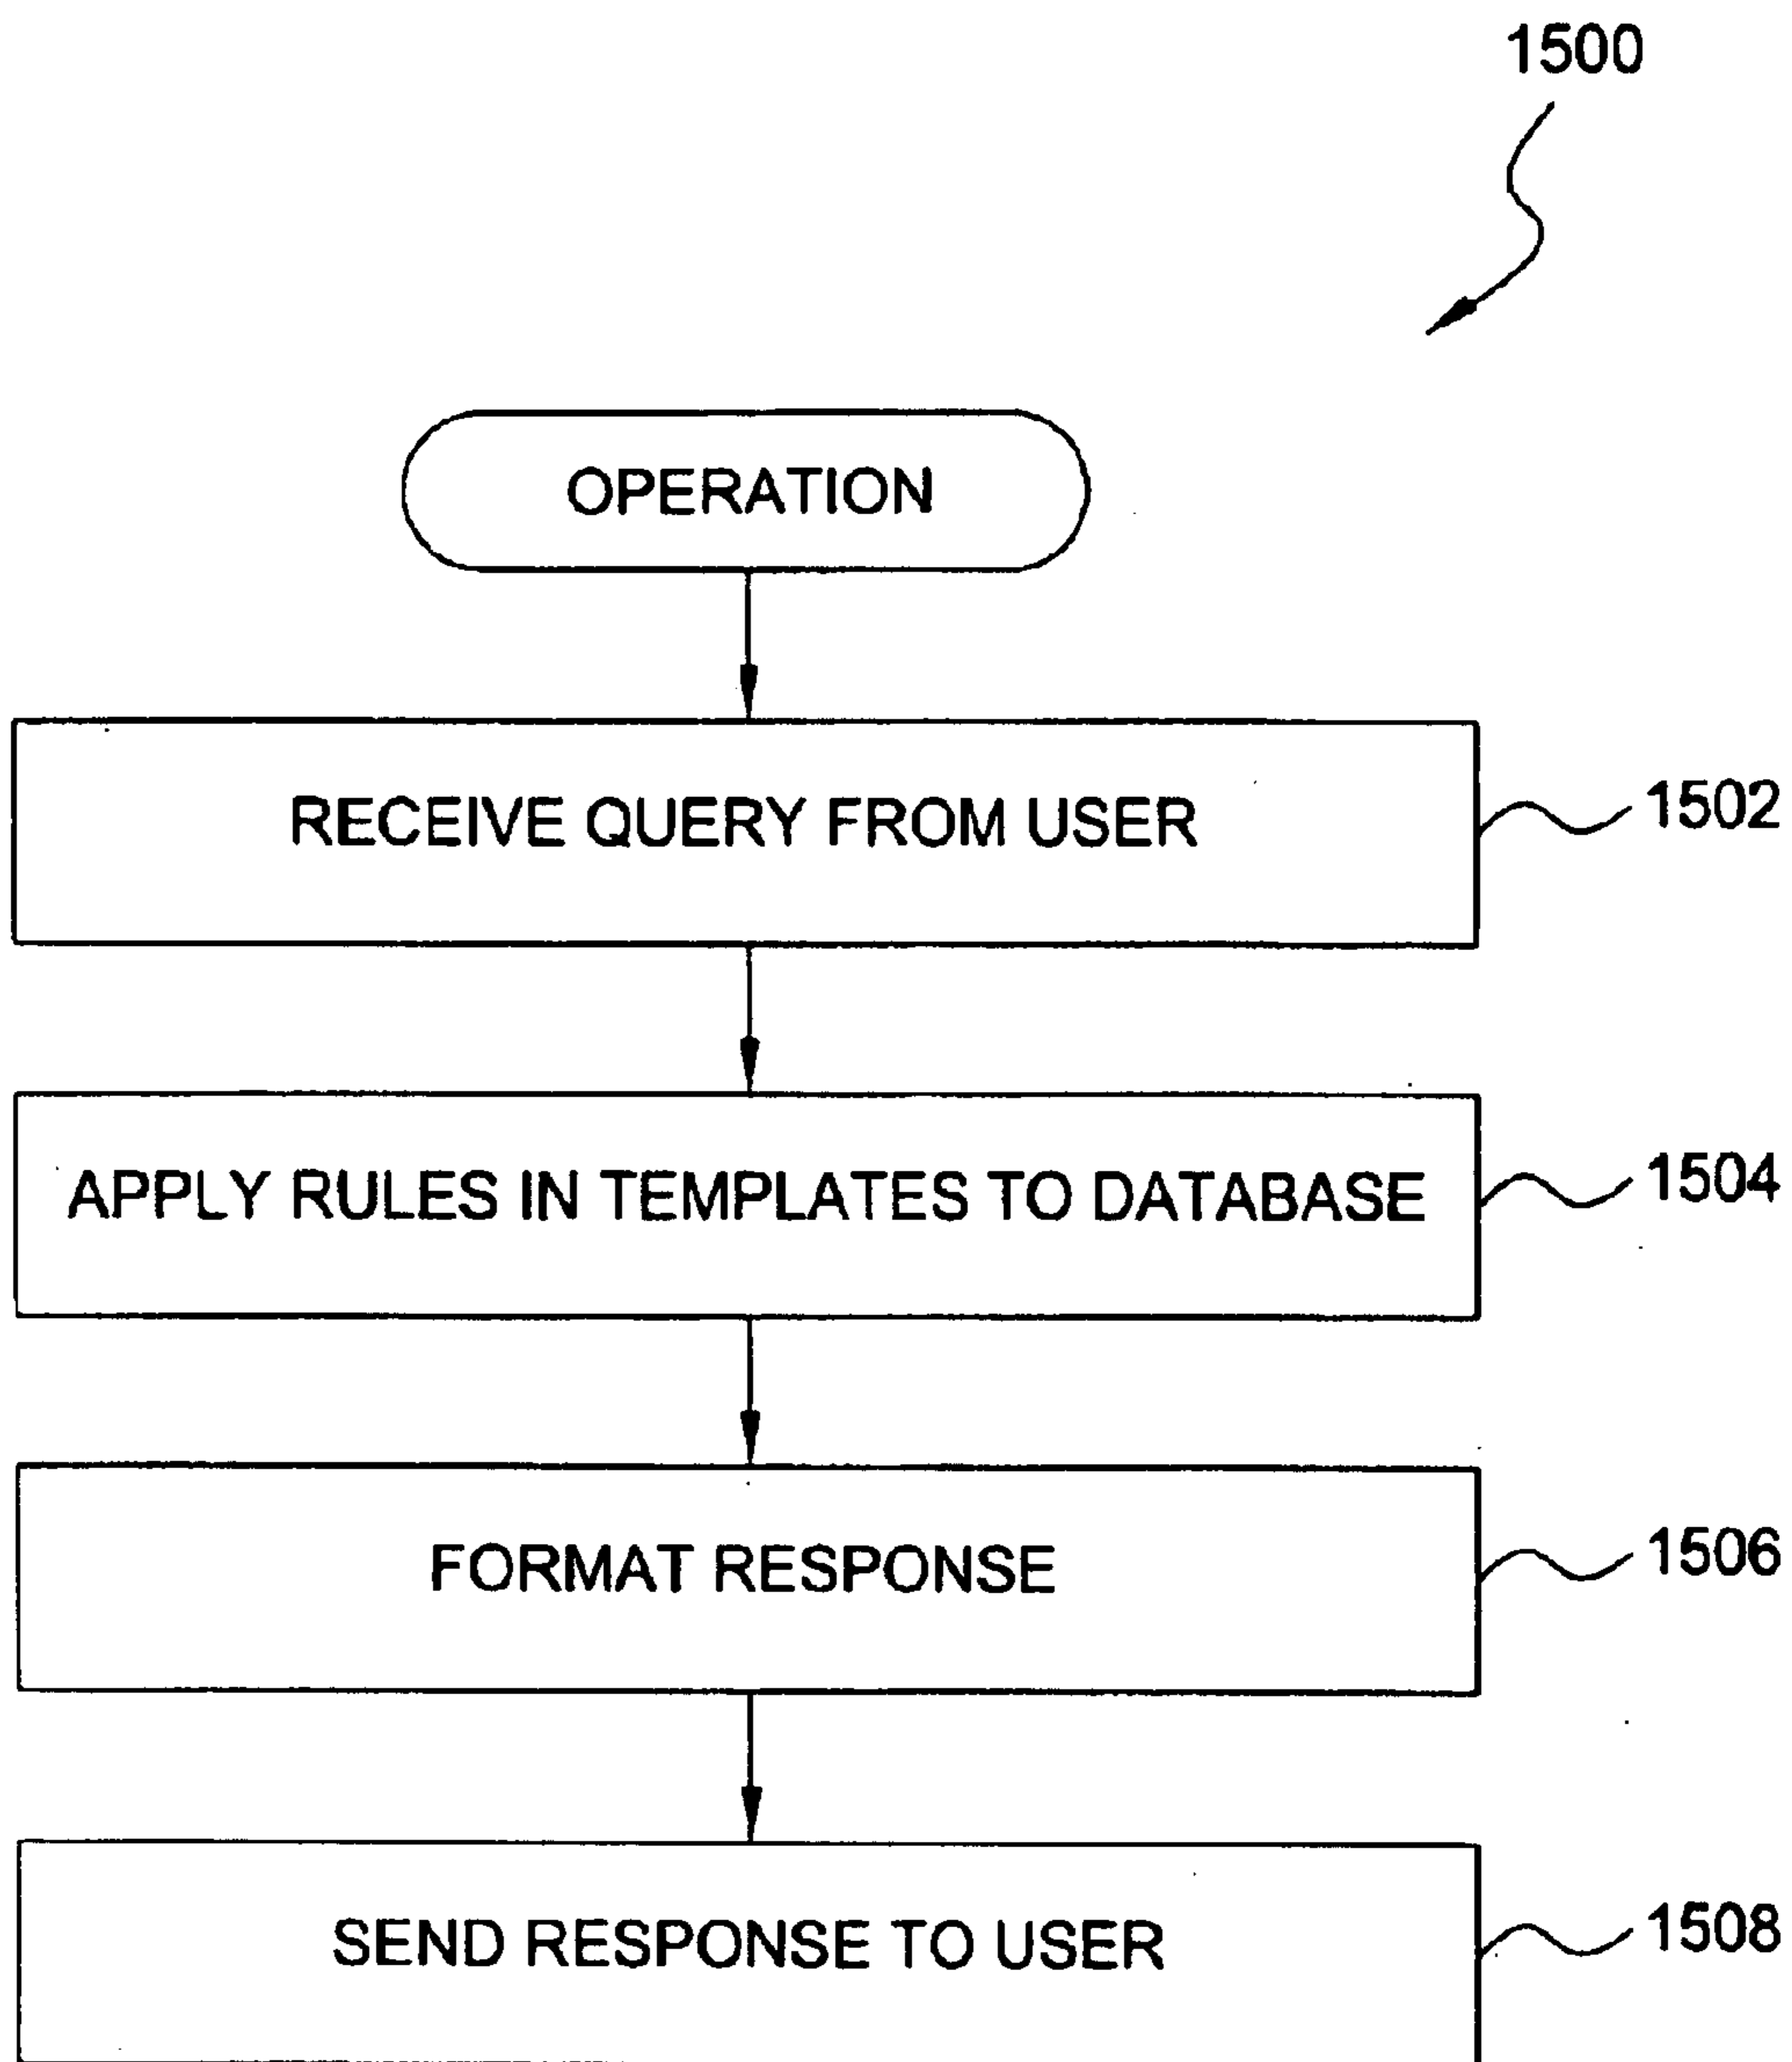 1500
OPERATION
RECEIVE QUERY FROM USER
1502
APPLY RULES IN TEMPLATES TO DATABASE
1504
FORMAT RESPONSE
1506
SEND RESPONSE TO USER
1508